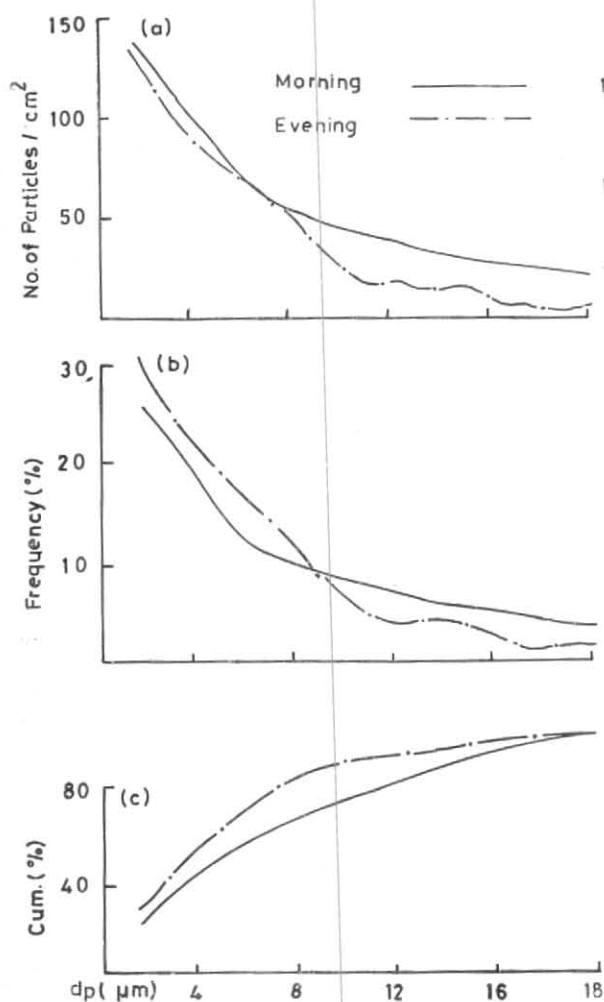 150
(a)
No. of Particles / cm²
100
50
Morning
Evening
30
(b)
Frequency (%)
20
10
80
(c)
Cum. (%)
40
dp( μm)
4
8
12
16
18